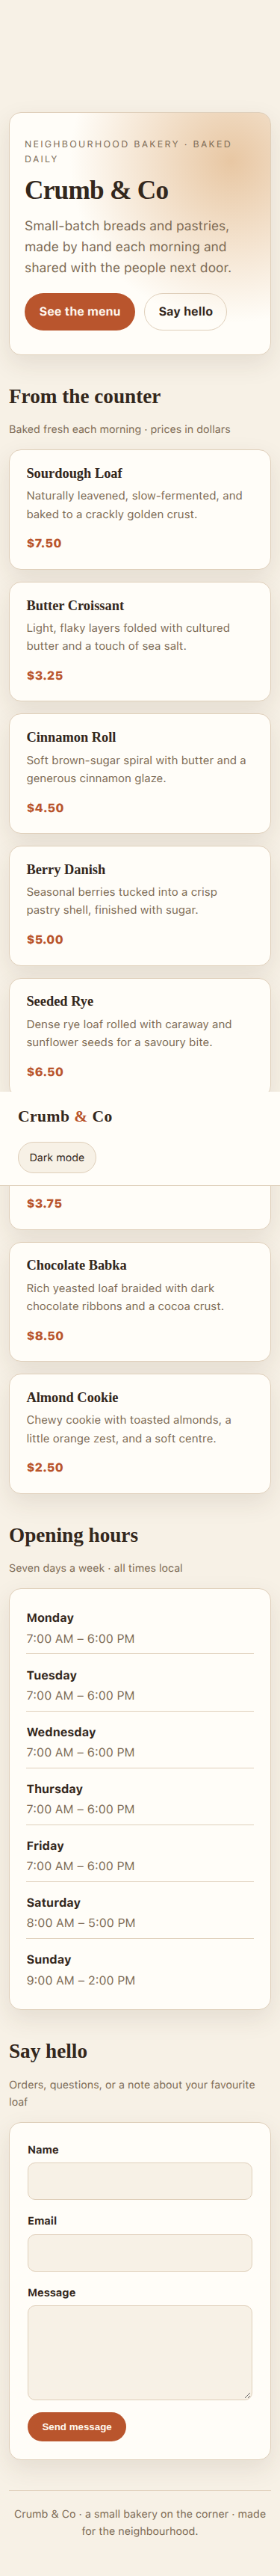 NEIGHBOURHOOD BAKERY · BAKED
DAILY
Crumb & Co
Small-batch breads and pastries,
made by hand each morning and
shared with the people next door.
See the menu
Say hello
From the counter
Baked fresh each morning · prices in dollars
Sourdough Loaf
Naturally leavened, slow-fermented, and
baked to a crackly golden crust.
$7.50
Butter Croissant
Light, flaky layers folded with cultured
butter and a touch of sea salt.
$3.25
Cinnamon Roll
Soft brown-sugar spiral with butter and a
generous cinnamon glaze.
$4.50
Berry Danish
Seasonal berries tucked into a crisp
pastry shell, finished with sugar.
$5.00
Seeded Rye
Dense rye loaf rolled with caraway and
sunflower seeds for a savoury bite.
$6.50
Crumb & Co
Dark mode
$3.75
Chocolate Babka
Rich yeasted loaf braided with dark
chocolate ribbons and a cocoa crust.
$8.50
Almond Cookie
Chewy cookie with toasted almonds, a
little orange zest, and a soft centre.
$2.50
Opening hours
Seven days a week · all times local
Monday
7:00 AM – 6:00 PM
Tuesday
7:00 AM – 6:00 PM
Wednesday
7:00 AM – 6:00 PM
Thursday
7:00 AM – 6:00 PM
Friday
7:00 AM – 6:00 PM
Saturday
8:00 AM – 5:00 PM
Sunday
9:00 AM – 2:00 PM
Say hello
Orders, questions, or a note about your favourite
loaf
Name
Email
Message
Send message
Crumb & Co · a small bakery on the corner · made
for the neighbourhood.